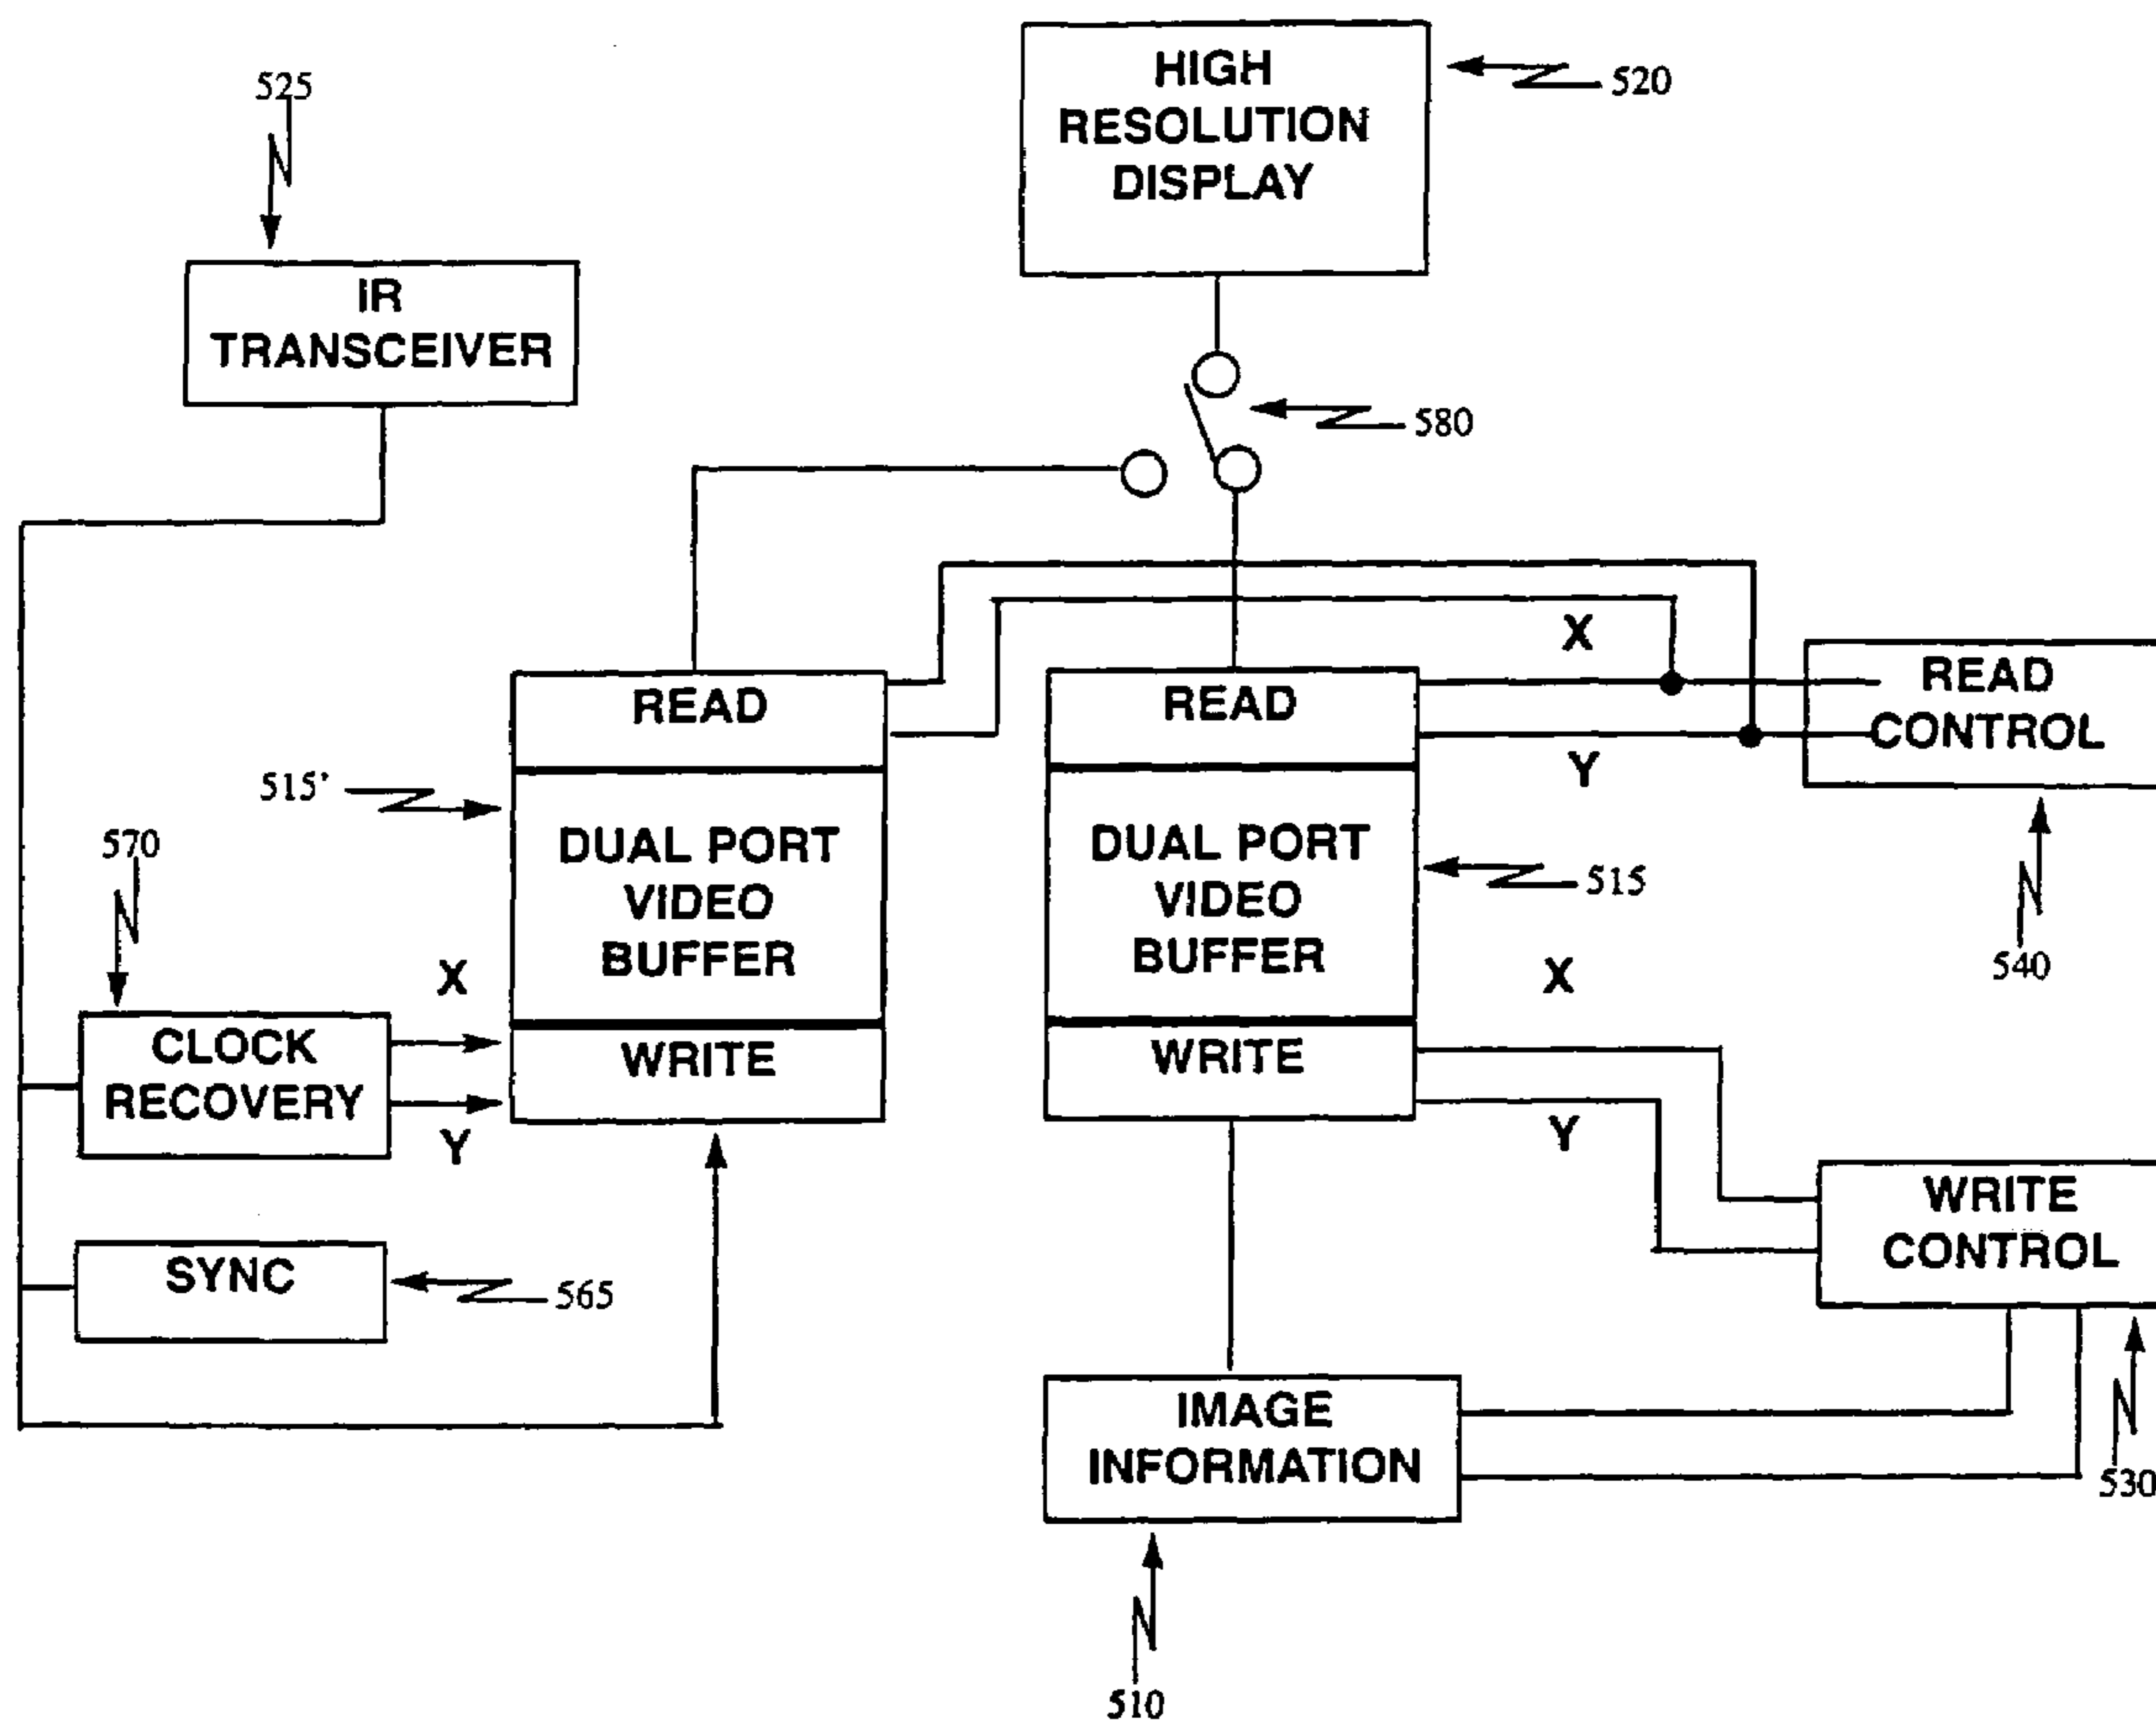 HIGH
RESOLUTION
DISPLAY
520
525
IR
TRANSCEIVER
580
X
READ
CONTROL
READ
READ
Y
515'
DUAL PORT
VIDEO
BUFFER
DUAL PORT
VIDEO
BUFFER
515
540
570
X
X
CLOCK
RECOVERY
WRITE
WRITE
Y
Y
WRITE
CONTROL
SYNC
565
IMAGE
INFORMATION
530
510